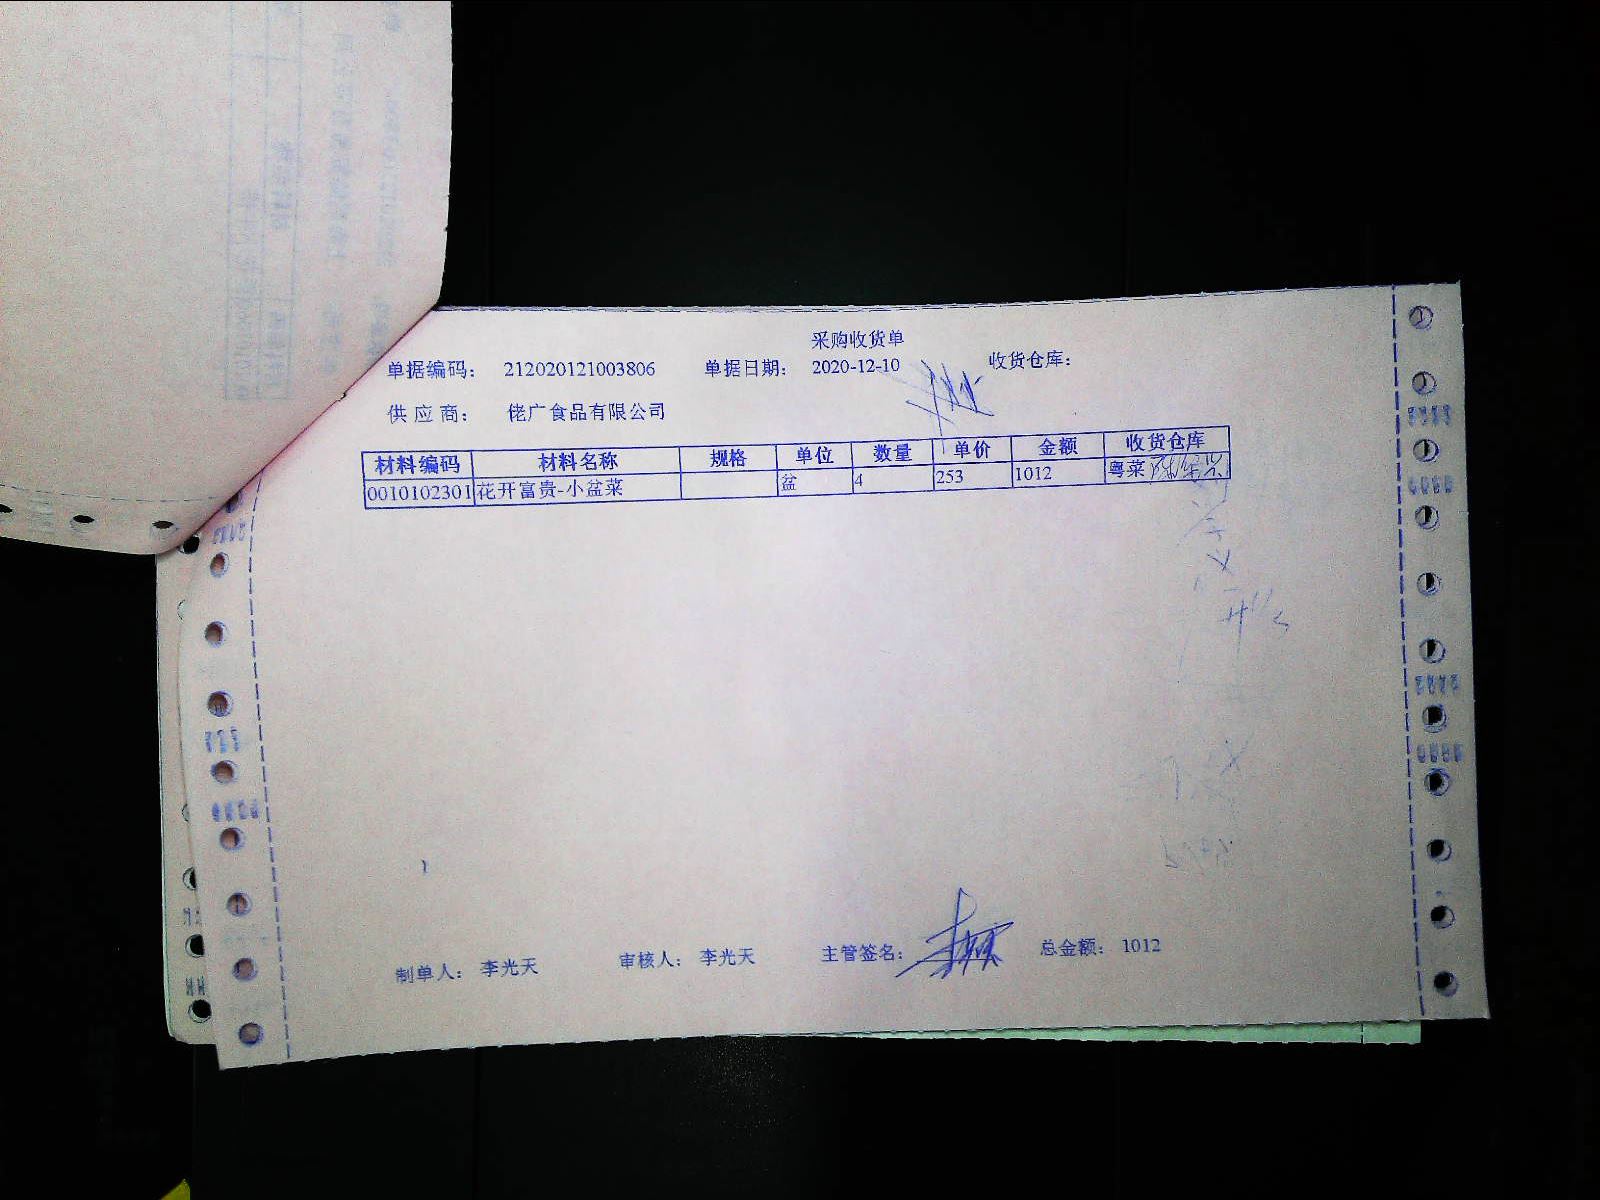 采购收货单
单据编码： 212020121003806 单据日期： 2020-12-10 收货仓库：
供应商： 佬广食品有限公司
材料编码 材料名称 规格 单位 数量 单价 金额 收货仓库
0010102301 花开富贵-小盆菜 盆 4 253 1012 粤菜
制单人： 李光天 审核人： 李光天 主管签名： 总金额： 1012